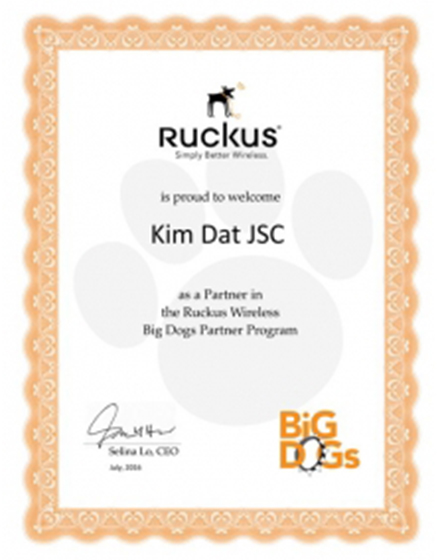 RUCKUS
Simply Better Wireless.
is proud to welcome
Kim Dat JSC
as a Partner in
the Ruckus Wireless
Big Dogs Partner Program
Selina Lo, CEO
July, 2016
BiG
DOGs